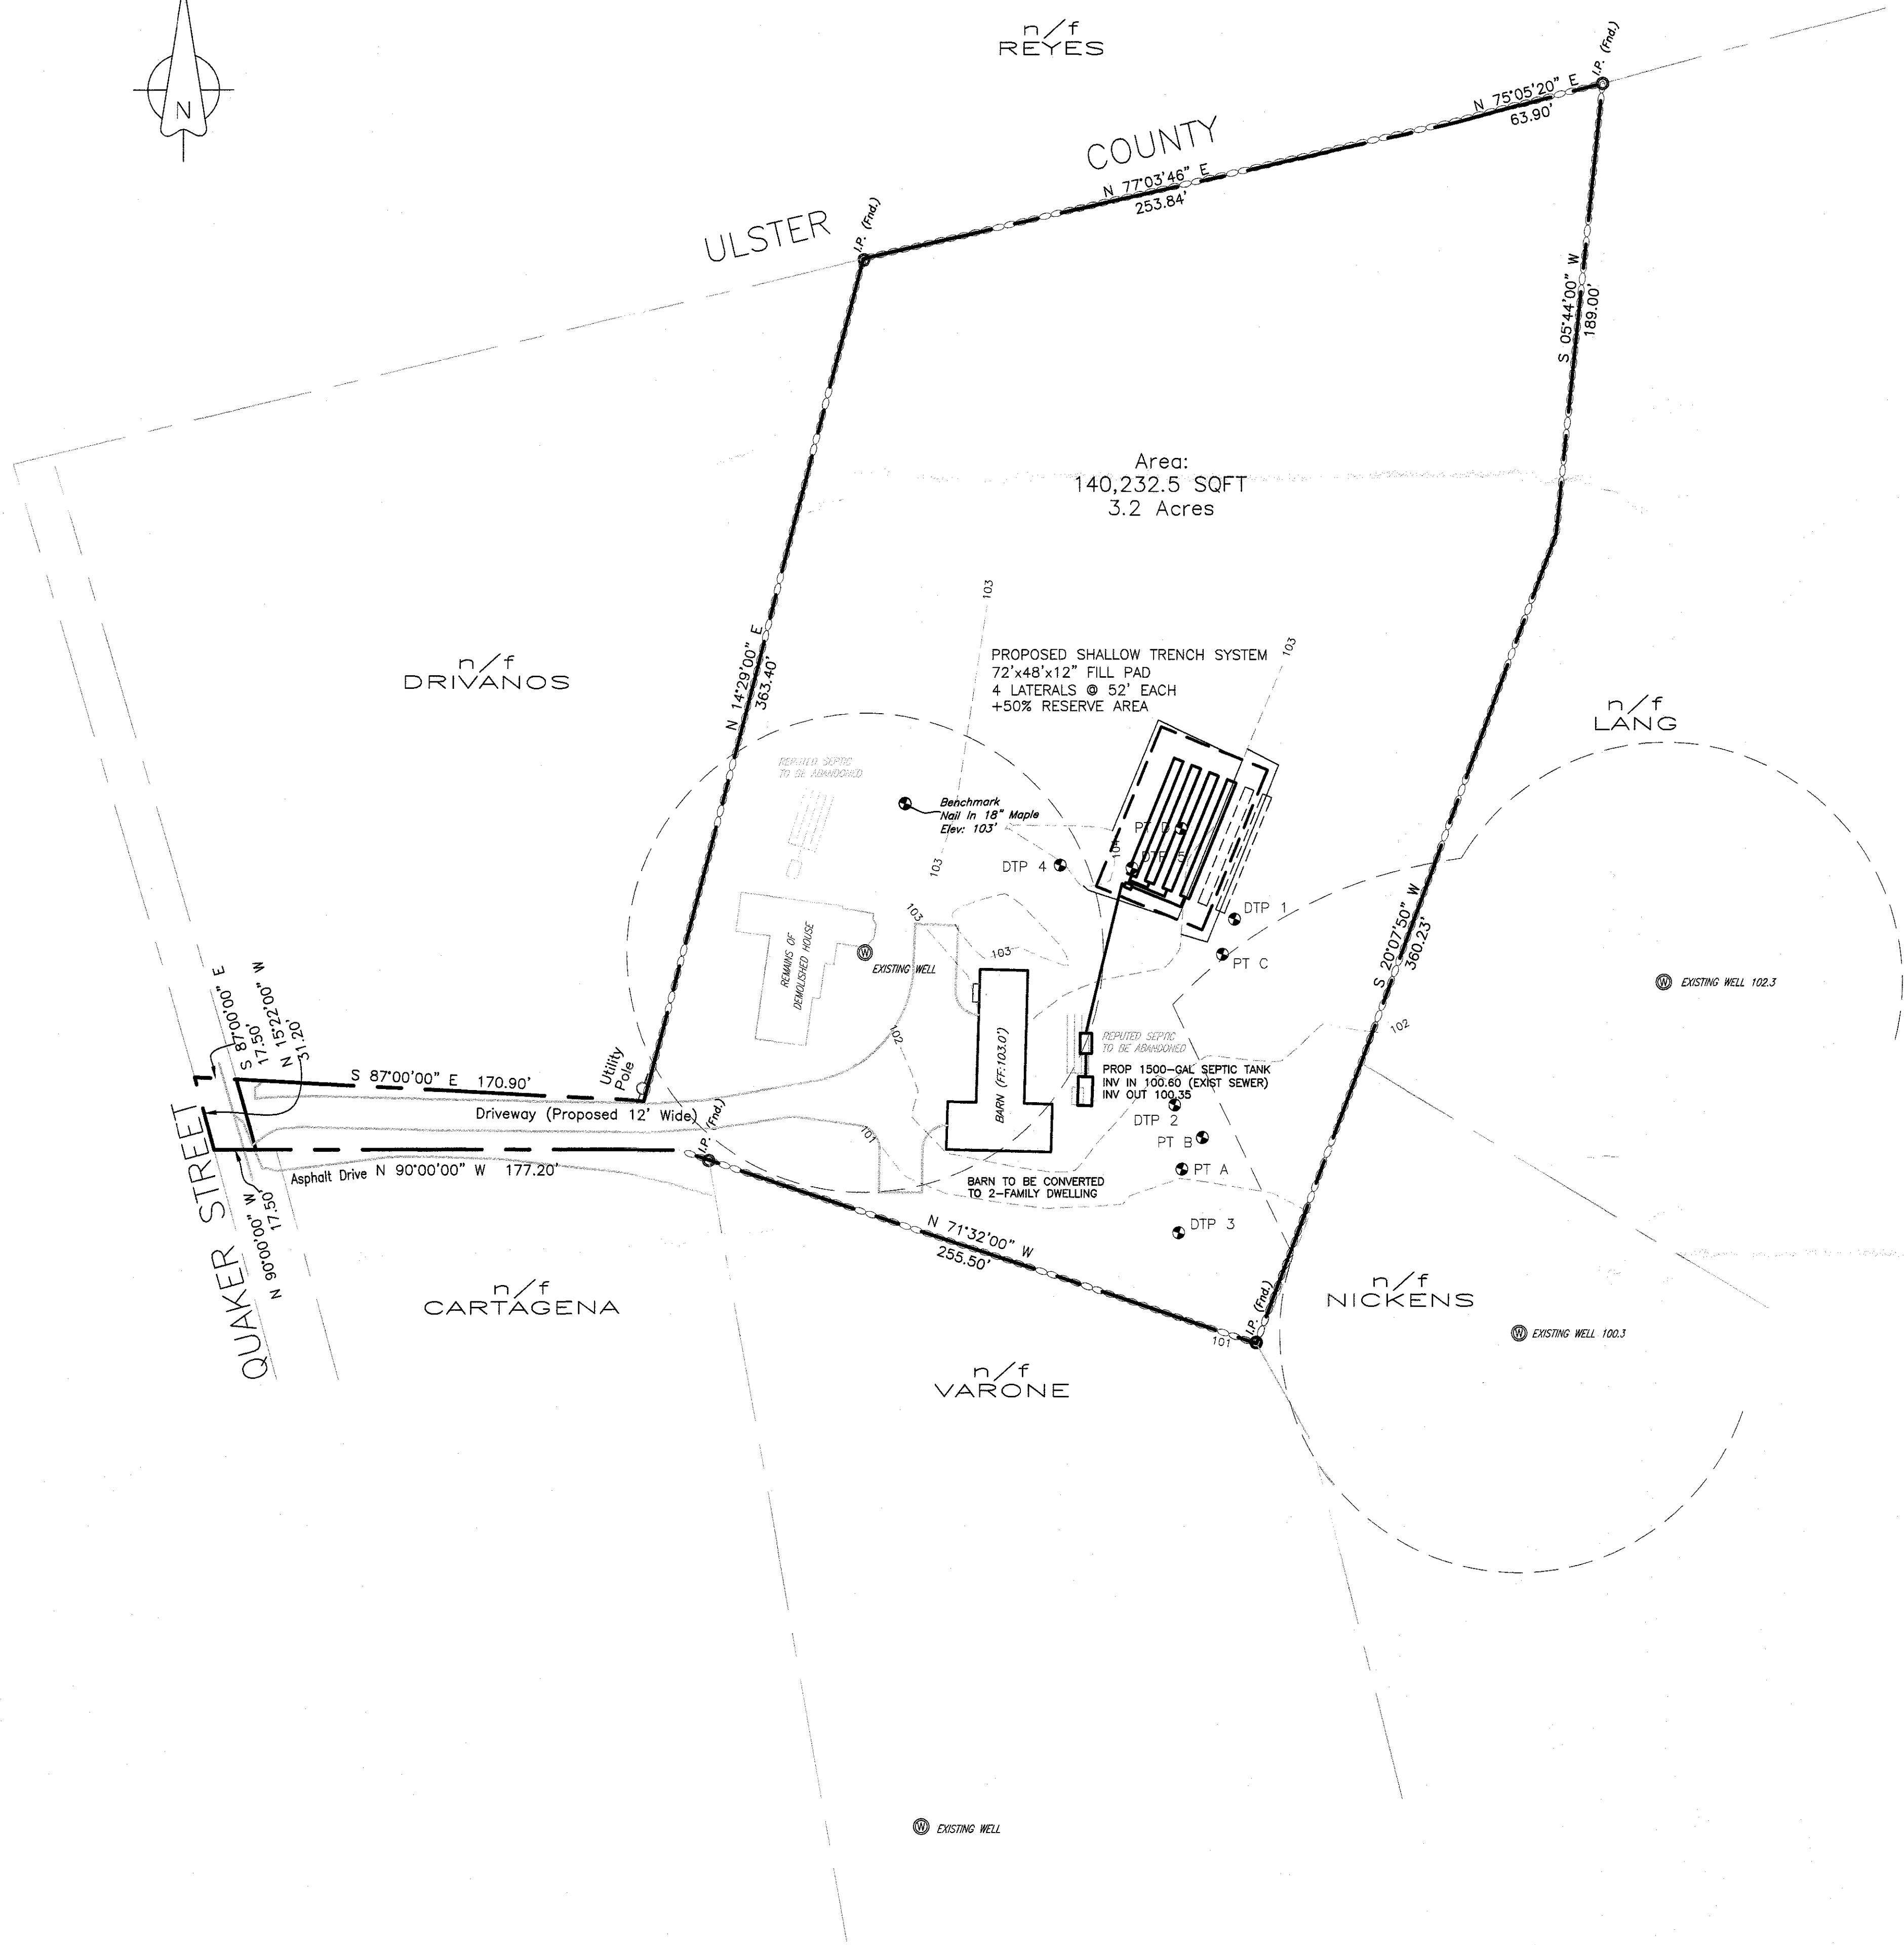 N
n/f
REYES
I.P. (Fnd.)
N 75°05'20" E
63.90'
COUNTY
N 77°03'46" E
253.84'
ULSTER
I.P. (Fnd.)
S 05°44'00" W
189.00'
Area:
140,232.5 SQFT
3.2 Acres
103
n/f
DRIVANOS
N 14°29'00" E
363.40'
PROPOSED SHALLOW TRENCH SYSTEM
72'x48'x12" FILL PAD
4 LATERALS @ 52' EACH
+50% RESERVE AREA
103
n/f
LANG
REPUTED SEPTIC
TO BE ABANDONED
Benchmark
Nail In 18" Maple
Elev: 103'
PT D
103
DTP 4
104
DTP 5
DTP 1
103
REMAINS OF
DEMOLISHED HOUSE
W
EXISTING WELL
103
PT C
S 20°07'50" W
360.23'
W
EXISTING WELL 102.3
S 87°00'00" E
17.50'
N 15°22'00" W
31.20'
102
BARN (FF:103.0')
REPUTED SEPTIC
TO BE ABANDONED
102
PROP 1500-GAL SEPTIC TANK
INV IN 100.60 (EXIST SEWER)
INV OUT 100.35
S 87°00'00" E 170.90'
Utility
Pole
Driveway (Proposed 12' Wide)
DTP 2
101
PT B
I.P. (Fnd.)
Asphalt Drive N 90°00'00" W 177.20'
PT A
BARN TO BE CONVERTED
TO 2-FAMILY DWELLING
QUAKER STREET
N 90°00'00" W
17.50'
N 71°32'00" W
255.50'
DTP 3
n/f
CARTAGENA
n/f
NICKENS
I.P. (Fnd.)
101
W
EXISTING WELL 100.3
n/f
VARONE
W
EXISTING WELL